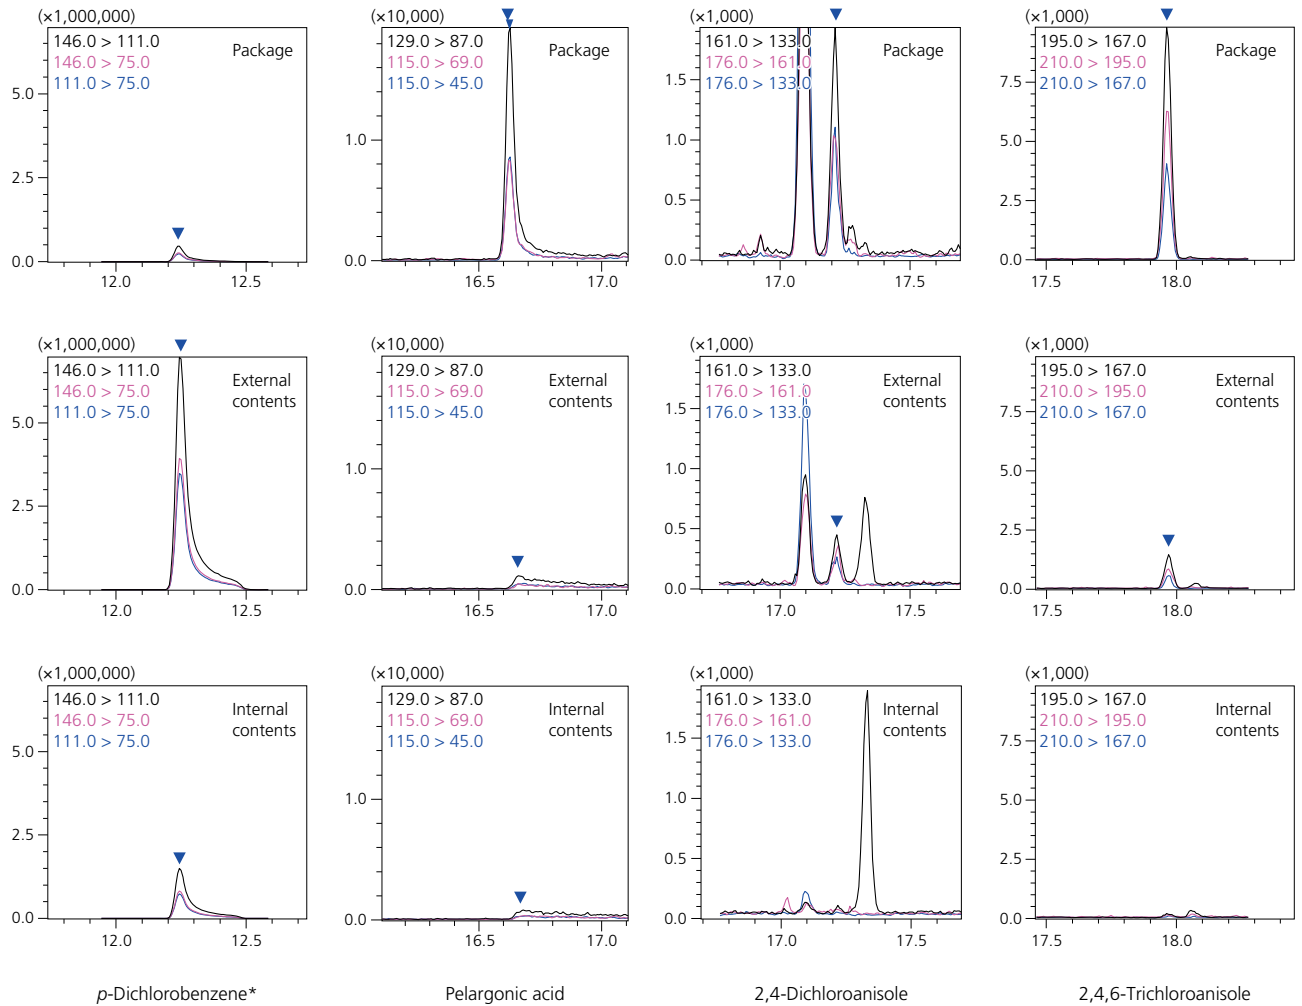 (×1,000,000)
146.0 > 111.0
146.0 > 75.0
111.0 > 75.0
Package
5.0
2.5
0.0
12.0 12.5
(×10,000)
129.0 > 87.0
115.0 > 69.0
115.0 > 45.0
Package
1.0
0.0
16.5 17.0
(×1,000)
161.0 > 133.0
176.0 > 161.0
176.0 > 133.0
Package
1.5
1.0
0.5
0.0
17.0 17.5
(×1,000)
195.0 > 167.0
210.0 > 195.0
210.0 > 167.0
Package
7.5
5.0
2.5
0.0
17.5 18.0
(×1,000,000)
146.0 > 111.0
146.0 > 75.0
111.0 > 75.0
External
contents
5.0
2.5
0.0
12.0 12.5
(×10,000)
129.0 > 87.0
115.0 > 69.0
115.0 > 45.0
External
contents
1.0
0.0
16.5 17.0
(×1,000)
161.0 > 133.0
176.0 > 161.0
176.0 > 133.0
External
contents
1.5
1.0
0.5
0.0
17.0 17.5
(×1,000)
195.0 > 167.0
210.0 > 195.0
210.0 > 167.0
External
contents
7.5
5.0
2.5
0.0
17.5 18.0
(×1,000,000)
146.0 > 111.0
146.0 > 75.0
111.0 > 75.0
Internal
contents
5.0
2.5
0.0
12.0 12.5
(×10,000)
129.0 > 87.0
115.0 > 69.0
115.0 > 45.0
Internal
contents
1.0
0.0
16.5 17.0
(×1,000)
161.0 > 133.0
176.0 > 161.0
176.0 > 133.0
Internal
contents
1.5
1.0
0.5
0.0
17.0 17.5
(×1,000)
195.0 > 167.0
210.0 > 195.0
210.0 > 167.0
Internal
contents
7.5
5.0
2.5
0.0
17.5 18.0
p-Dichlorobenzene*
Pelargonic acid
2,4-Dichloroanisole
2,4,6-Trichloroanisole